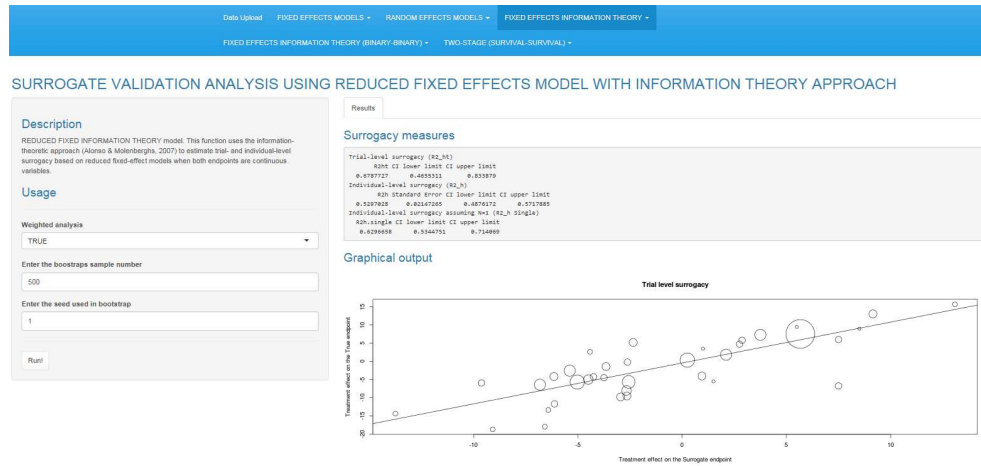 Data Upload FIXED EFFECTS MODELS RANDOM EFFECTS MODELS FIXED EFFECTS INFORMATION THEORY
FIXED EFFECTS INFORMATION THEORY (BINARY-BINARY) TWO-STAGE (SURVIVAL-SURVIVAL)
SURROGATE VALIDATION ANALYSIS USING REDUCED FIXED EFFECTS MODEL WITH INFORMATION THEORY APPROACH
Description
REDUCED FIXED INFORMATION THEORY model. This function uses the information-
theoretic approach (Alonso & Molenberghs, 2007) to estimate trial- and individual-level
surrogacy based on reduced fixed-effect models when both endpoints are continuous
variables.
Usage
Weighted analysis
TRUE
Enter the boostraps sample number
500
Enter the seed used in bootstrap
1
Run!
Results
Surrogacy measures
Trial-level surrogacy (R2_ht)
R2ht CI lower limit CI upper limit
0.6787727 0.4655311 0.833879
Individual-level surrogacy (R2_h)
R2h Standard Error CI lower limit CI upper limit
0.5297028 0.02147265 0.4876172 0.5717885
Individual-level surrogacy assuming N=1 (R2_h Single)
R2h.single CI lower limit CI upper limit
0.6296658 0.5344751 0.714069
Graphical output
Trial level surrogacy
Treatment effect on the True endpoint
15
10
5
0
-5
-10
-15
-20
-10 -5 0 5 10
Treatment effect on the Surrogate endpoint